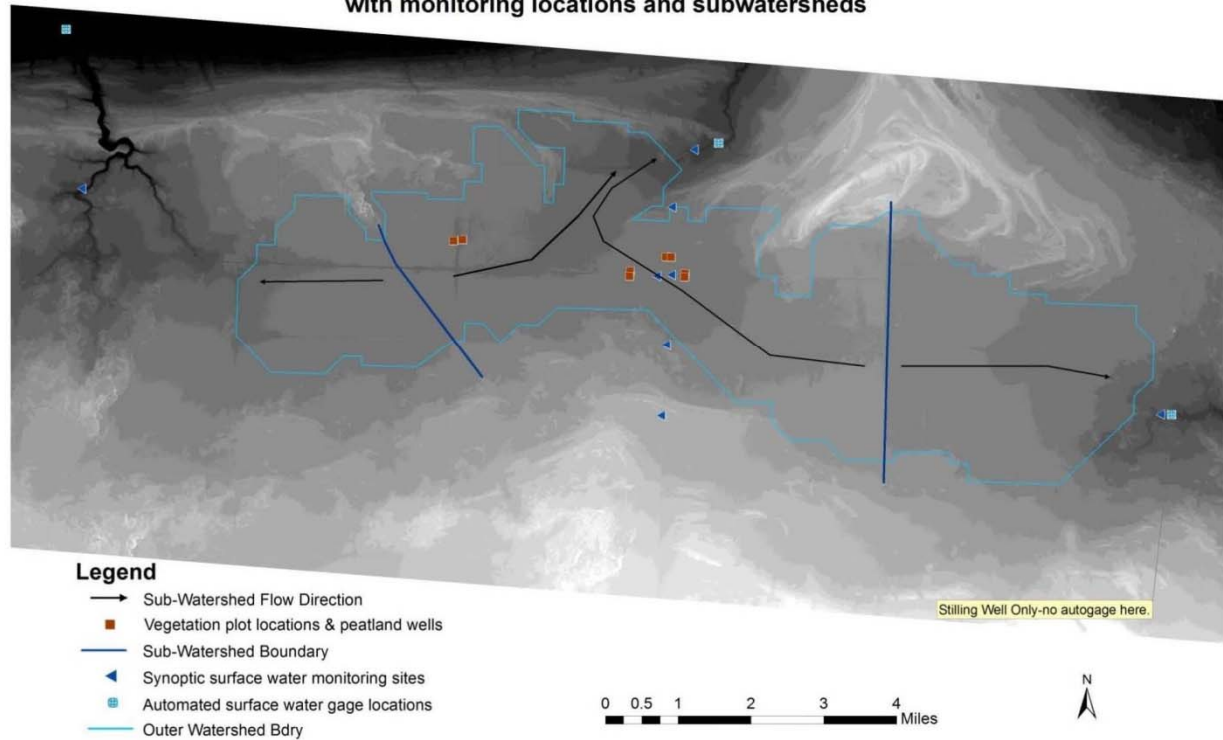 with monitoring locations and subwatersheds
Stilling Well Only-no autogage here.
Legend
Sub-Watershed Flow Direction
Vegetation plot locations & peatland wells
Sub-Watershed Boundary
Synoptic surface water monitoring sites
Automated surface water gage locations
Outer Watershed Bdry
0 0.5 1 2 3 4
Miles
N